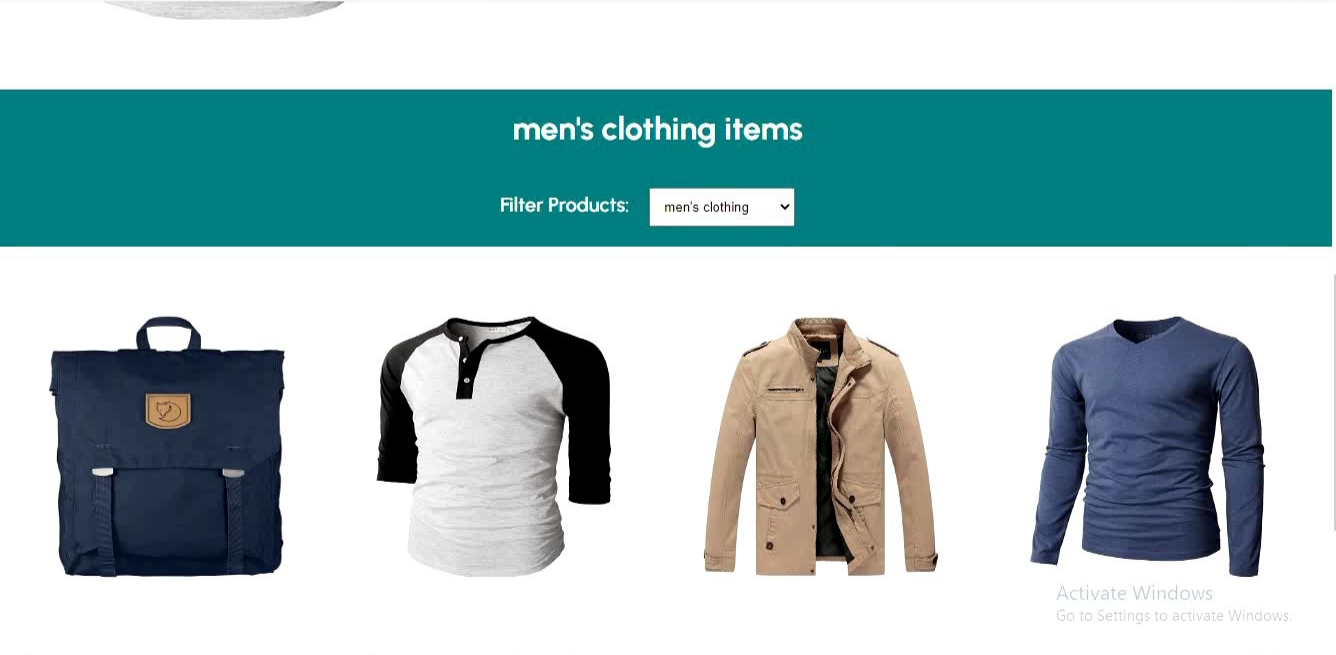 men's clothing items
Filter Products:
men's clothing
Activate Windows
Go to Settings to activate Windows.